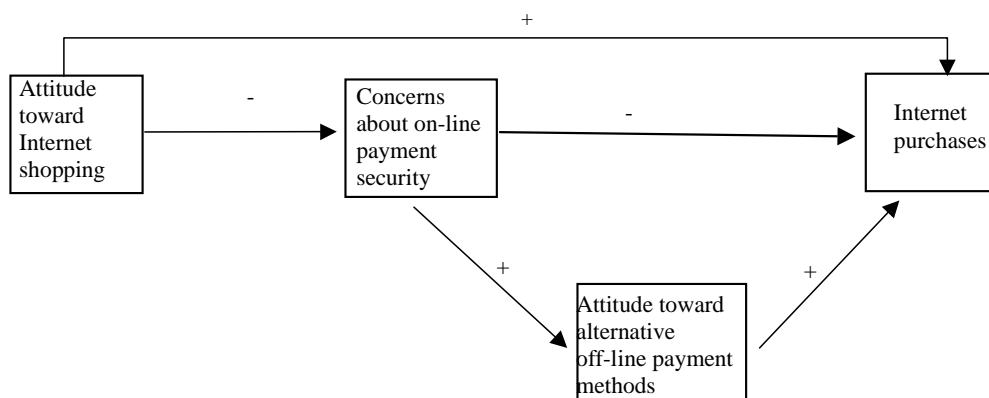 +
Attitude
toward
Internet
shopping
-
Concerns
about on-line
payment
security
-
Internet
purchases
+
+
Attitude toward
alternative
off-line payment
methods